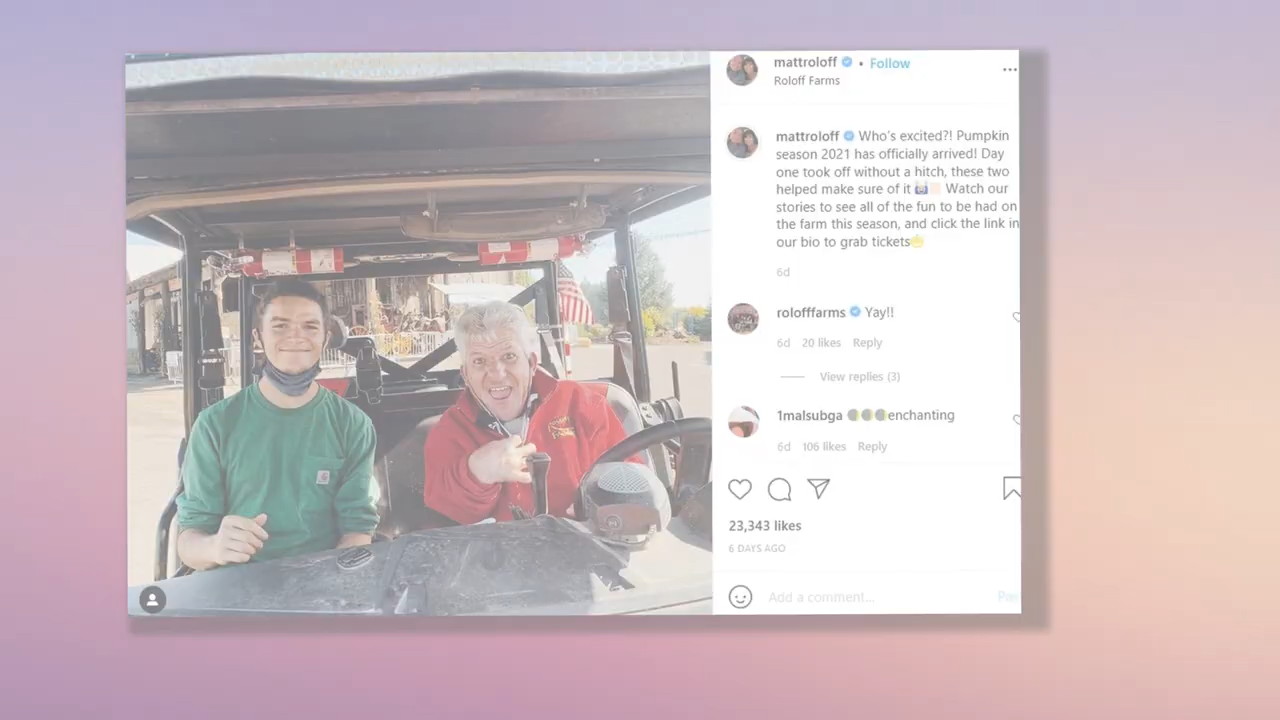 mattroloff • Follow
Roloff Farms
mattroloff Who's excited?! Pumpkin
season 2021 has officially arrived! Day
one took off without a hitch, these two
helped make sure of it Watch our
stories to see all of the fun to be had on
the farm this season, and click the link in
our bio to grab tickets
6d
rolofffarms Yay!!
6d 20 likes Reply
View replies (3)
1malsubga enchanting
6d 106 likes Reply
23,343 likes
6 DAYS AGO
Add a comment...